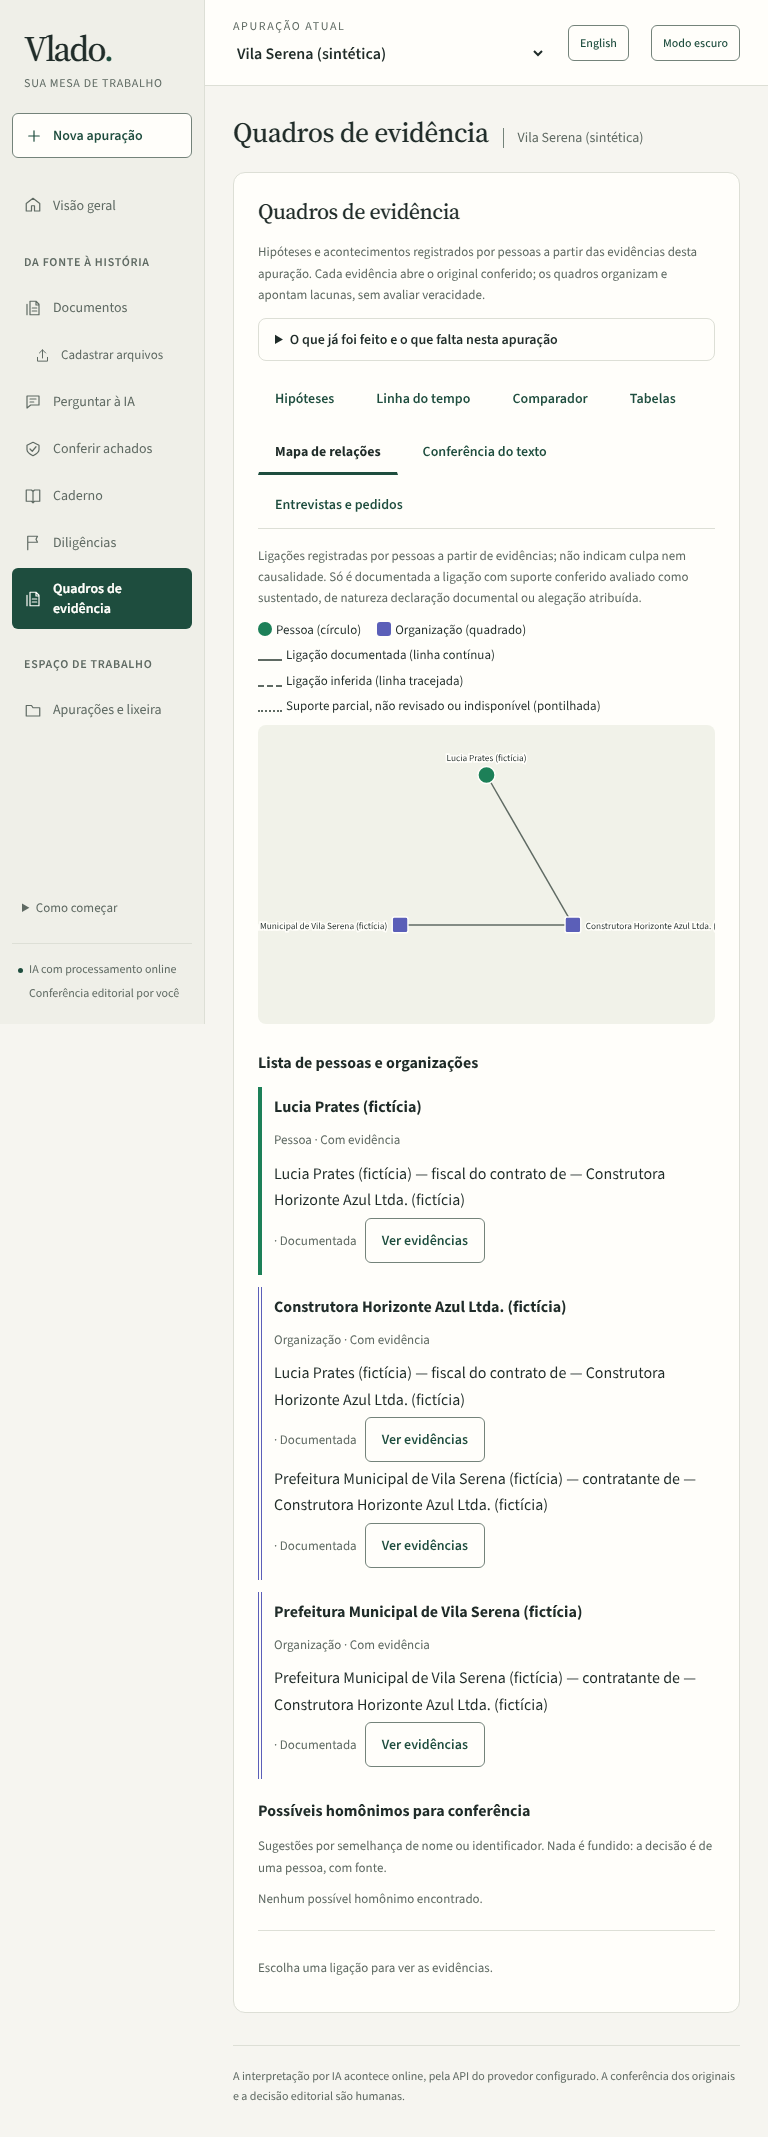 Vlado.
SUA MESA DE TRABALHO
Nova apuração
Visão geral
DA FONTE À HISTÓRIA
Documentos
Cadastrar arquivos
Perguntar à IA
Conferir achados
Caderno
Diligências
Quadros de
evidência
ESPAÇO DE TRABALHO
Apurações e lixeira
Como começar
IA com processamento online
Conferência editorial por você
APURAÇÃO ATUAL
Vila Serena (sintética)
English
Modo escuro
Quadros de evidência
Vila Serena (sintética)
Quadros de evidência
Hipóteses e acontecimentos registrados por pessoas a partir das evidências desta
apuração. Cada evidência abre o original conferido; os quadros organizam e
apontam lacunas, sem avaliar veracidade.
O que já foi feito e o que falta nesta apuração
Hipóteses Linha do tempo Comparador Tabelas
Mapa de relações Conferência do texto
Entrevistas e pedidos
Ligações registradas por pessoas a partir de evidências; não indicam culpa nem
causalidade. Só é documentada a ligação com suporte conferido avaliado como
sustentado, de natureza declaração documental ou alegação atribuída.
Pessoa (círculo) Organização (quadrado)
Ligação documentada (linha contínua)
Ligação inferida (linha tracejada)
Suporte parcial, não revisado ou indisponível (pontilhada)
Lucia Prates (fictícia)
Municipal de Vila Serena (fictícia)
Construtora Horizonte Azul Ltda. (
Lista de pessoas e organizações
Lucia Prates (fictícia)
Pessoa · Com evidência
Lucia Prates (fictícia) — fiscal do contrato de — Construtora
Horizonte Azul Ltda. (fictícia)
· Documentada Ver evidências
Construtora Horizonte Azul Ltda. (fictícia)
Organização · Com evidência
Lucia Prates (fictícia) — fiscal do contrato de — Construtora
Horizonte Azul Ltda. (fictícia)
· Documentada Ver evidências
Prefeitura Municipal de Vila Serena (fictícia) — contratante de —
Construtora Horizonte Azul Ltda. (fictícia)
· Documentada Ver evidências
Prefeitura Municipal de Vila Serena (fictícia)
Organização · Com evidência
Prefeitura Municipal de Vila Serena (fictícia) — contratante de —
Construtora Horizonte Azul Ltda. (fictícia)
· Documentada Ver evidências
Possíveis homônimos para conferência
Sugestões por semelhança de nome ou identificador. Nada é fundido: a decisão é de
uma pessoa, com fonte.
Nenhum possível homônimo encontrado.
Escolha uma ligação para ver as evidências.
A interpretação por IA acontece online, pela API do provedor configurado. A conferência dos originais
e a decisão editorial são humanas.